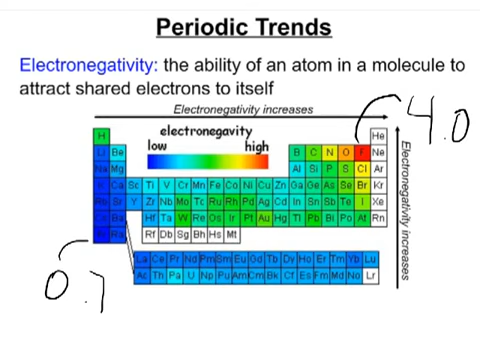 Periodic Trends
Electronegativity: the ability of an atom in a molecule to
attract shared electrons to itself
Electronegativity increases
4.0
electronegavity
low high
Electronegativity increases
H He
Li Be B C N O F Ne
Na Mg Al Si P S Cl Ar
K Ca Sc Ti V Cr Mn Fe Co Ni Cu Zn Ga Ge As Se Br Kr
Rb Sr Y Zr Nb Mo Tc Ru Rh Pd Ag Cd In Sn Sb Te I Xe
Cs Ba Hf Ta W Re Os Ir Pt Au Hg Tl Pb Bi Po At Rn
Ra Rf Db Sg Bh Hs Mt
La Ce Pr Nd Pm Sm Eu Gd Tb Dy Ho Er Tm Yb Lu
Ac Th Pa U Np Pu Am Cm Bk Cf Es Fm Md No Lr
0.7